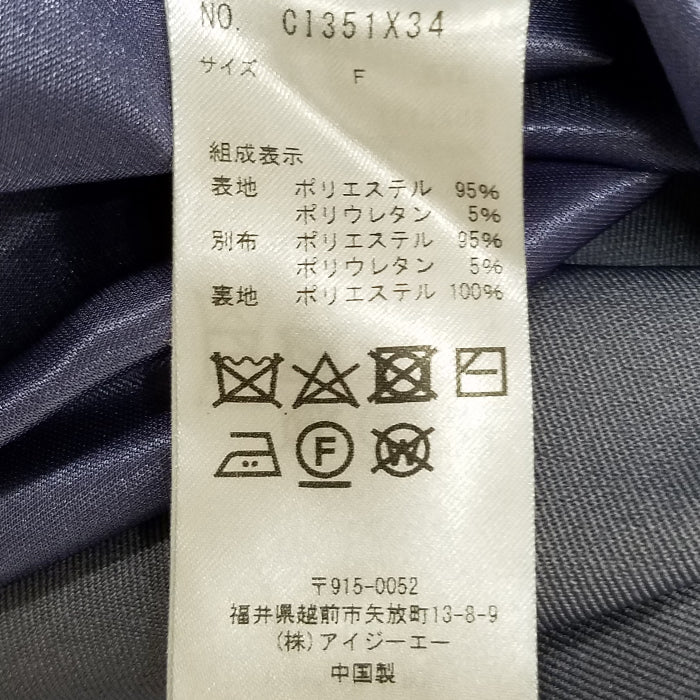 NO. CI351X34
サイズ F
組成表示
表地 ポリエステル 95%
ポリウレタン 5%
別布 ポリエステル 95%
ポリウレタン 5%
裏地 ポリエステル 100%
F W
〒915-0052
福井県越前市矢放町13-8-9
(株)アイジーエー
中国製